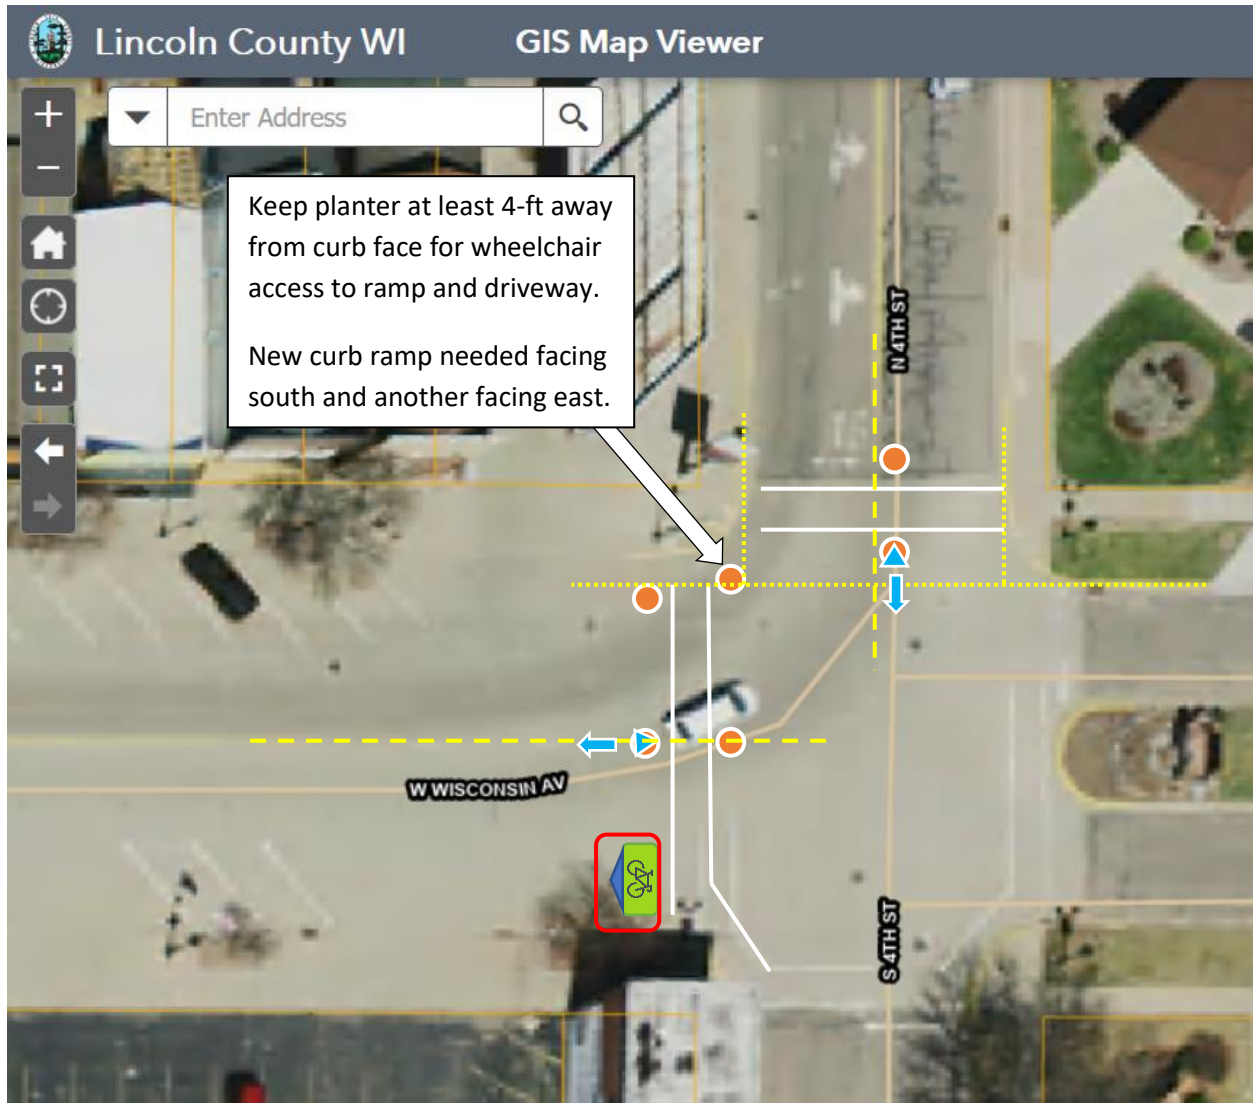 Lincoln County WI
GIS Map Viewer
Enter Address
Keep planter at least 4-ft away
from curb face for wheelchair
access to ramp and driveway.
New curb ramp needed facing
south and another facing east.
N 4TH ST
W WISCONSIN AV
S 4TH ST